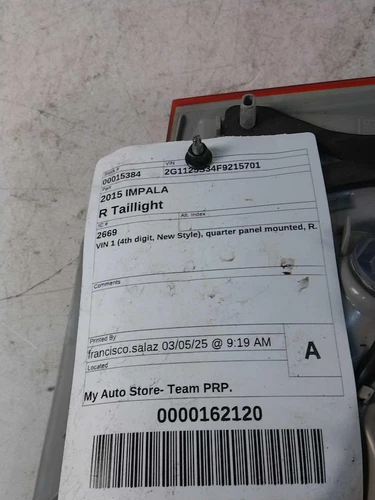 Stock #
VIN
00015384
2G1125S34F9215701
Part
2015 IMPALA
R Taillight
IC #
Alt. Index
2669
VIN 1 (4th digit, New Style), quarter panel mounted, R.
Comments
Printed By
francisco.salaz 03/05/25 @ 9:19 AM
Located
A
My Auto Store- Team PRP.
0000162120